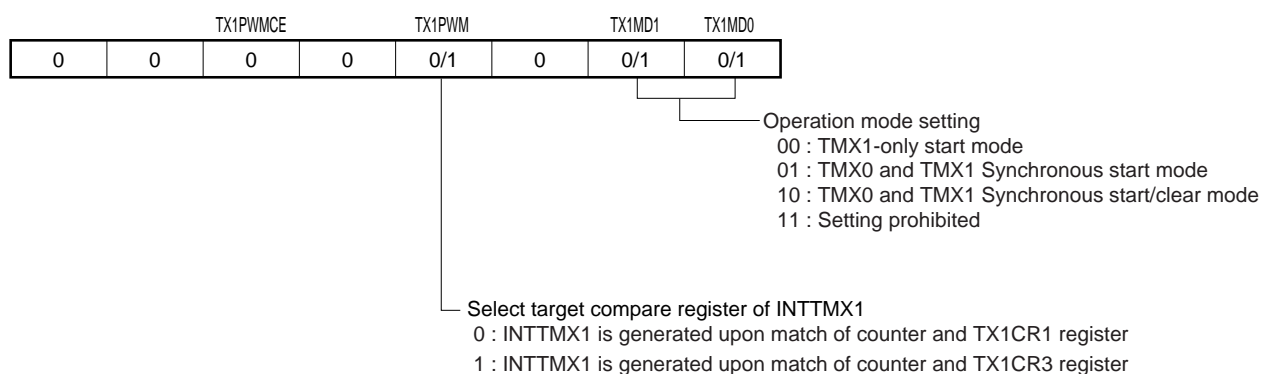 TX1PWMCE TX1PWM TX1MD1 TX1MD0
0 0 0 0 0/1 0 0/1 0/1
Operation mode setting
00 : TMX1-only start mode
01 : TMX0 and TMX1 Synchronous start mode
10 : TMX0 and TMX1 Synchronous start/clear mode
11 : Setting prohibited
Select target compare register of INTTMX1
0 : INTTMX1 is generated upon match of counter and TX1CR1 register
1 : INTTMX1 is generated upon match of counter and TX1CR3 register